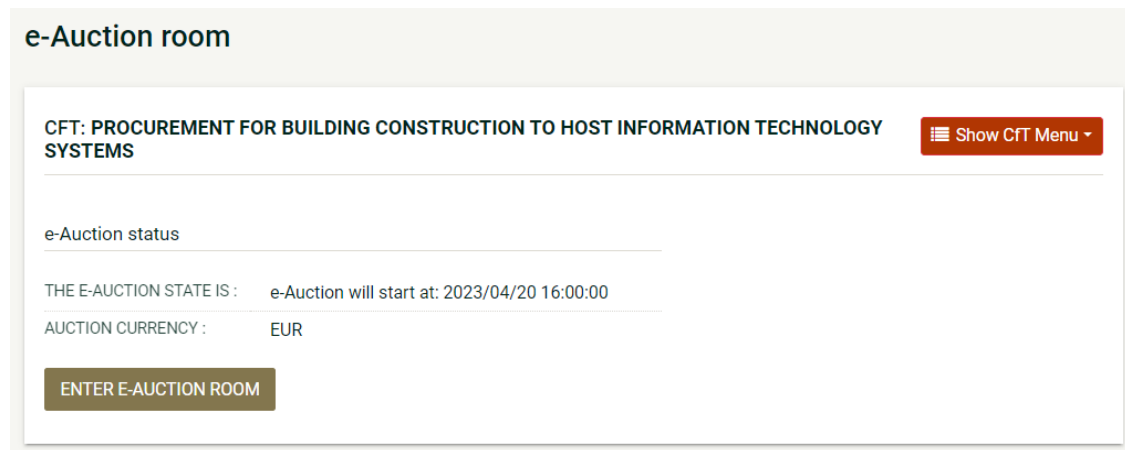 e-Auction room
CFT: PROCUREMENT FOR BUILDING CONSTRUCTION TO HOST INFORMATION TECHNOLOGY
SYSTEMS
Show CfT Menu
e-Auction status
THE E-AUCTION STATE IS : e-Auction will start at: 2023/04/20 16:00:00
AUCTION CURRENCY : EUR
ENTER E-AUCTION ROOM